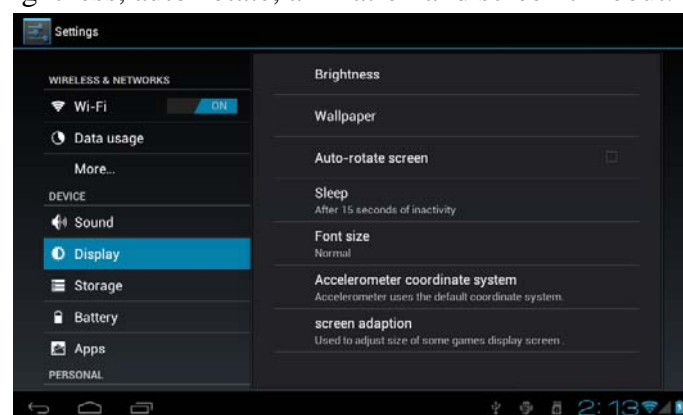 Settings
WIRELESS & NETWORKS
Wi-Fi ON
Data usage
More...
DEVICE
Sound
Display
Storage
Battery
Apps
PERSONAL
Brightness
Wallpaper
Auto-rotate screen
Sleep
After 15 seconds of inactivity
Font size
Normal
Accelerometer coordinate system
Accelerometer uses the default coordinate system.
screen adaption
Used to adjust size of some games display screen .
2:13